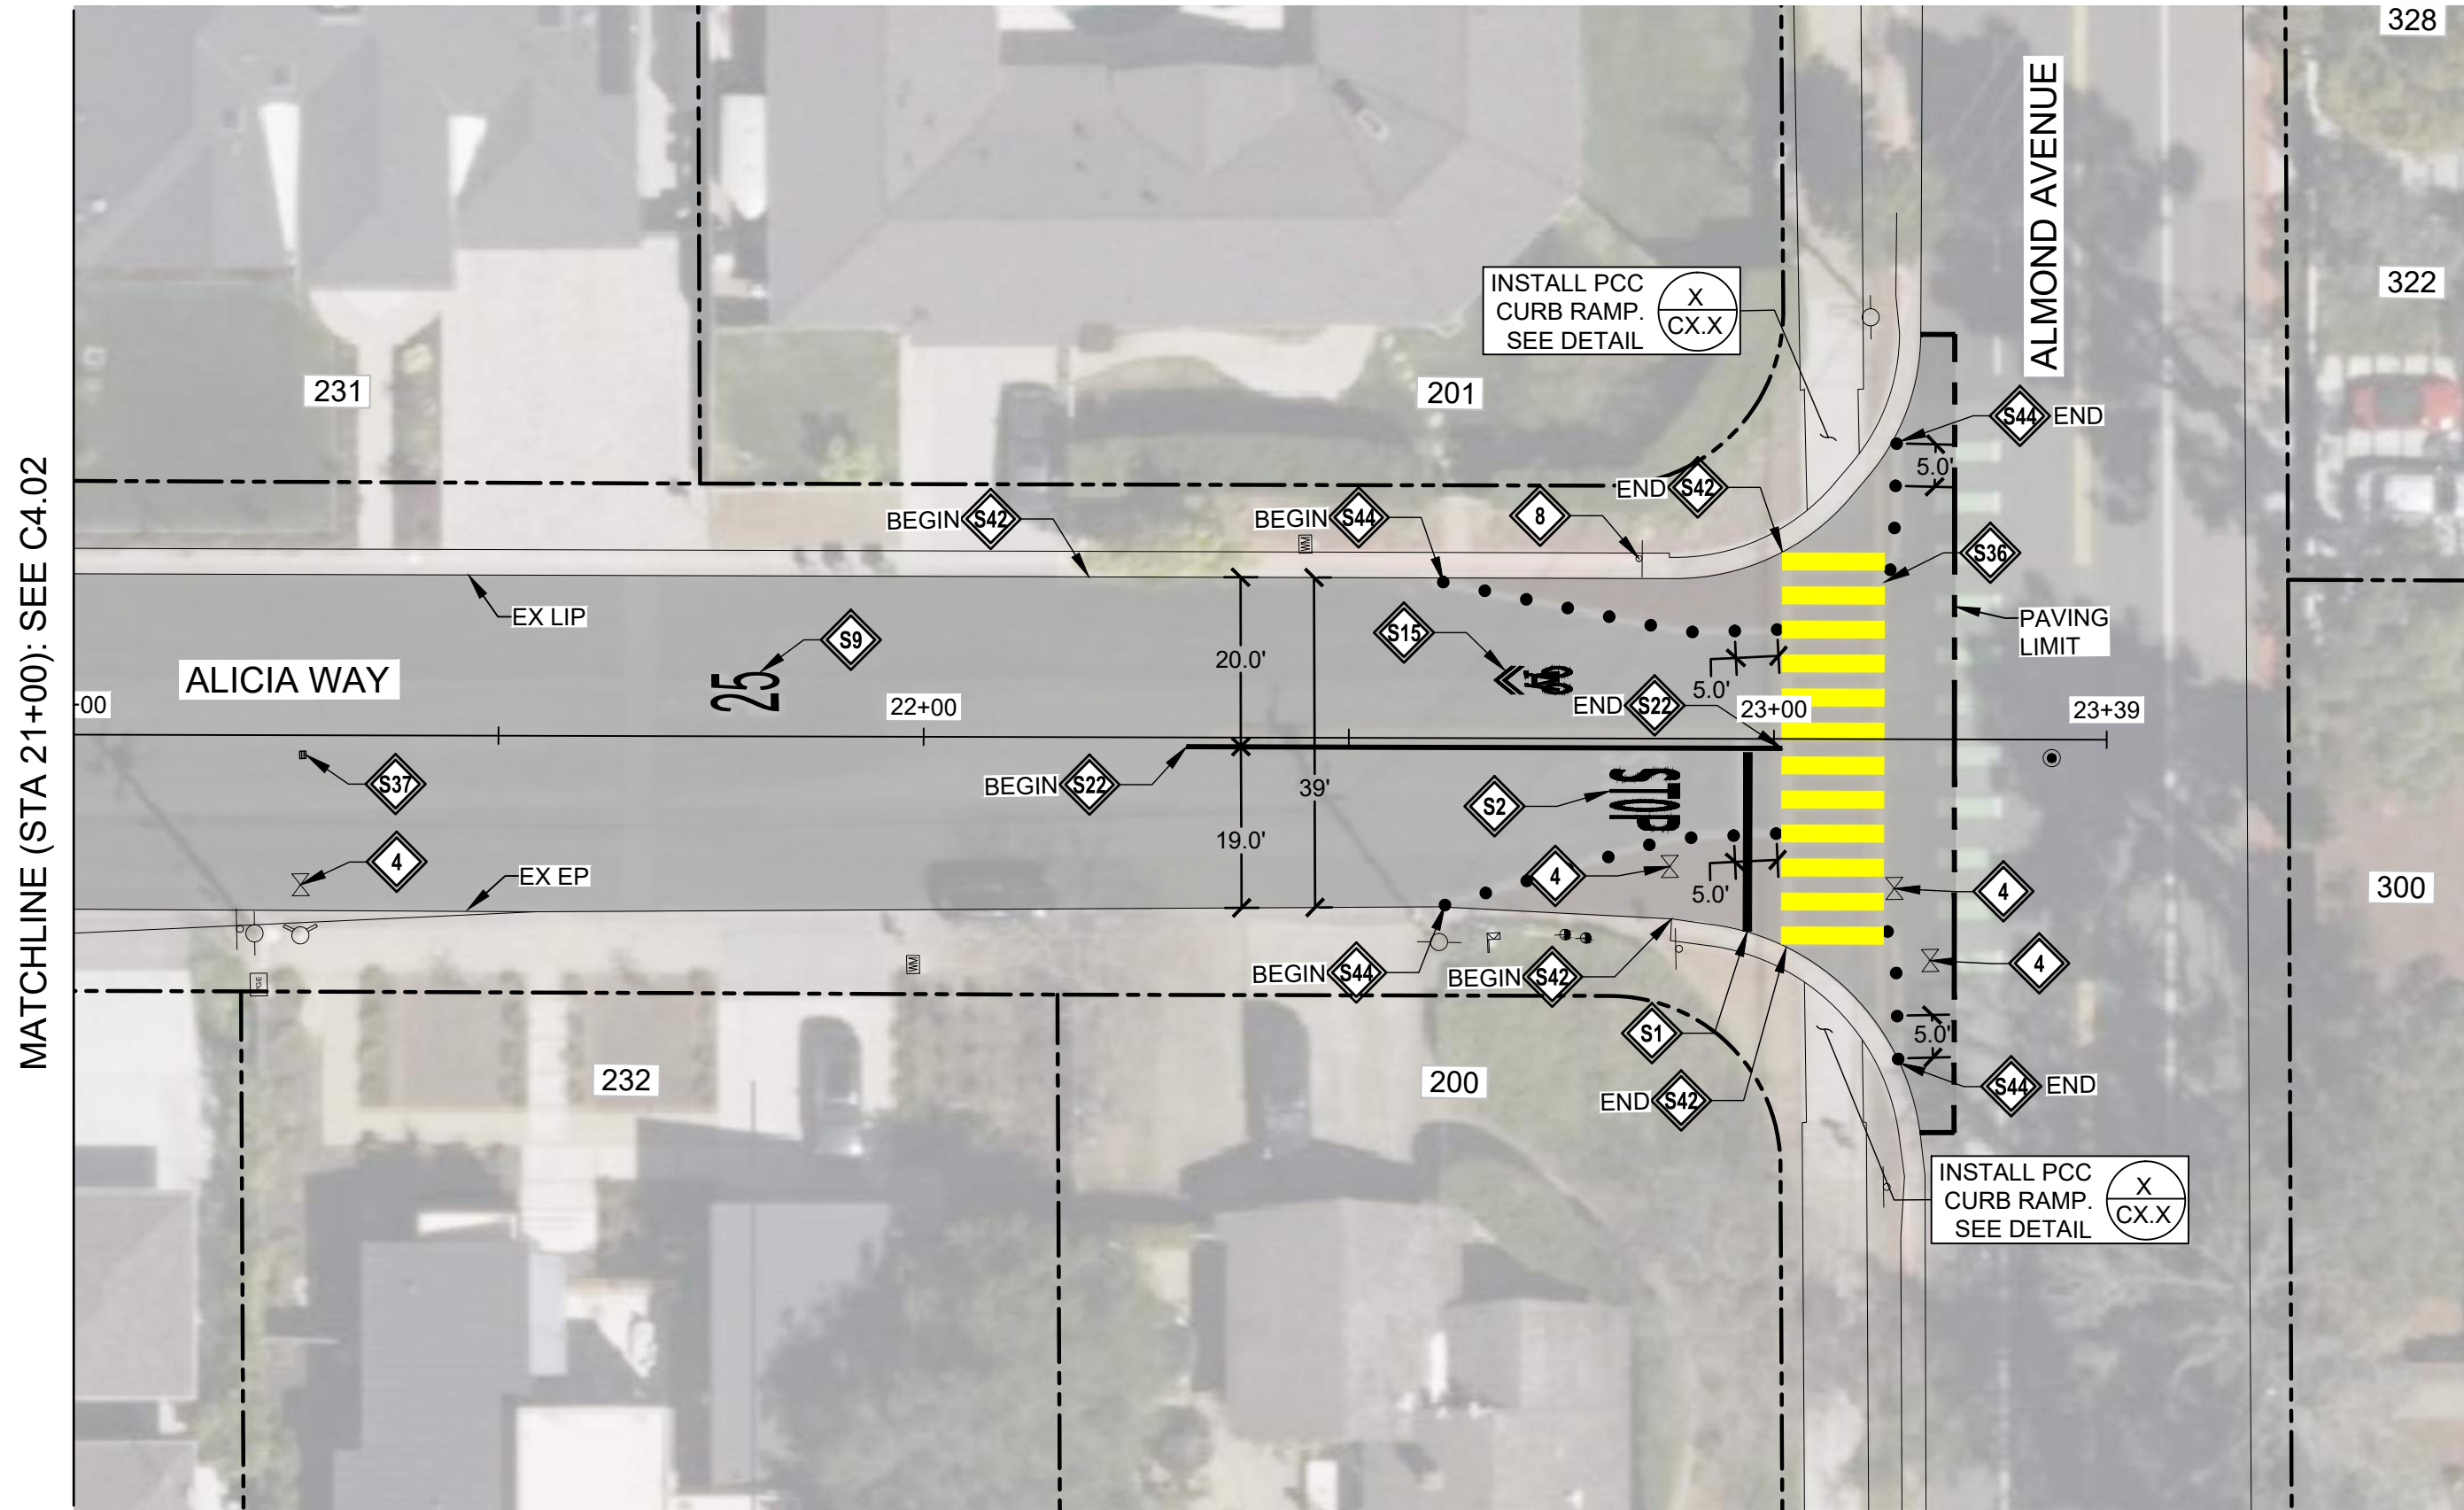 328
ALMOND AVENUE
INSTALL PCC
CURB RAMP.
SEE DETAIL
X
CX.X
322
231
201
S44 END
5.0'
END S42
BEGIN S42
BEGIN S44
8
WM
S36
EX LIP
S9
S15
PAVING
LIMIT
20.0'
ALICIA WAY
25
5.0'
+00
22+00
END S22
23+00
23+39
MATCHLINE (STA 21+00): SEE C4.02
S37
BEGIN S22
39'
S2
STOP
19.0'
4
EX EP
4
5.0'
4
300
WM
BEGIN S44
BEGIN S42
4
PGE
S1
5.0'
232
200
END S42
S44 END
INSTALL PCC
CURB RAMP.
SEE DETAIL
X
CX.X